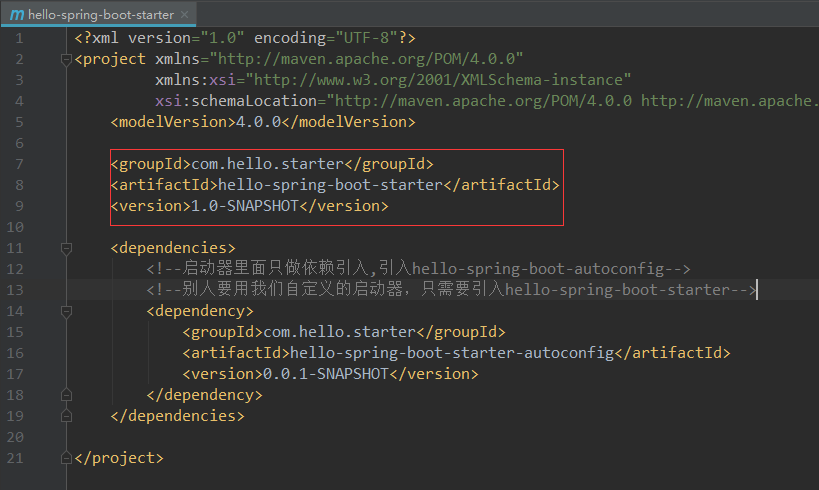 hello-spring-boot-starter
1 <?xml version="1.0" encoding="UTF-8"?>
2 <project xmlns="http://maven.apache.org/POM/4.0.0"
3 xmlns:xsi="http://www.w3.org/2001/XMLSchema-instance"
4 xsi:schemaLocation="http://maven.apache.org/POM/4.0.0 http://maven.apache.
5 <modelVersion>4.0.0</modelVersion>
6
7 <groupId>com.hello.starter</groupId>
8 <artifactId>hello-spring-boot-starter</artifactId>
9 <version>1.0-SNAPSHOT</version>
10
11 <dependencies>
12 <!--启动器里面只做依赖引入,引入hello-spring-boot-autoconfig-->
13 <!--别人要用我们自定义的启动器，只需要引入hello-spring-boot-starter-->
14 <dependency>
15 <groupId>com.hello.starter</groupId>
16 <artifactId>hello-spring-boot-starter-autoconfig</artifactId>
17 <version>0.0.1-SNAPSHOT</version>
18 </dependency>
19 </dependencies>
20
21 </project>